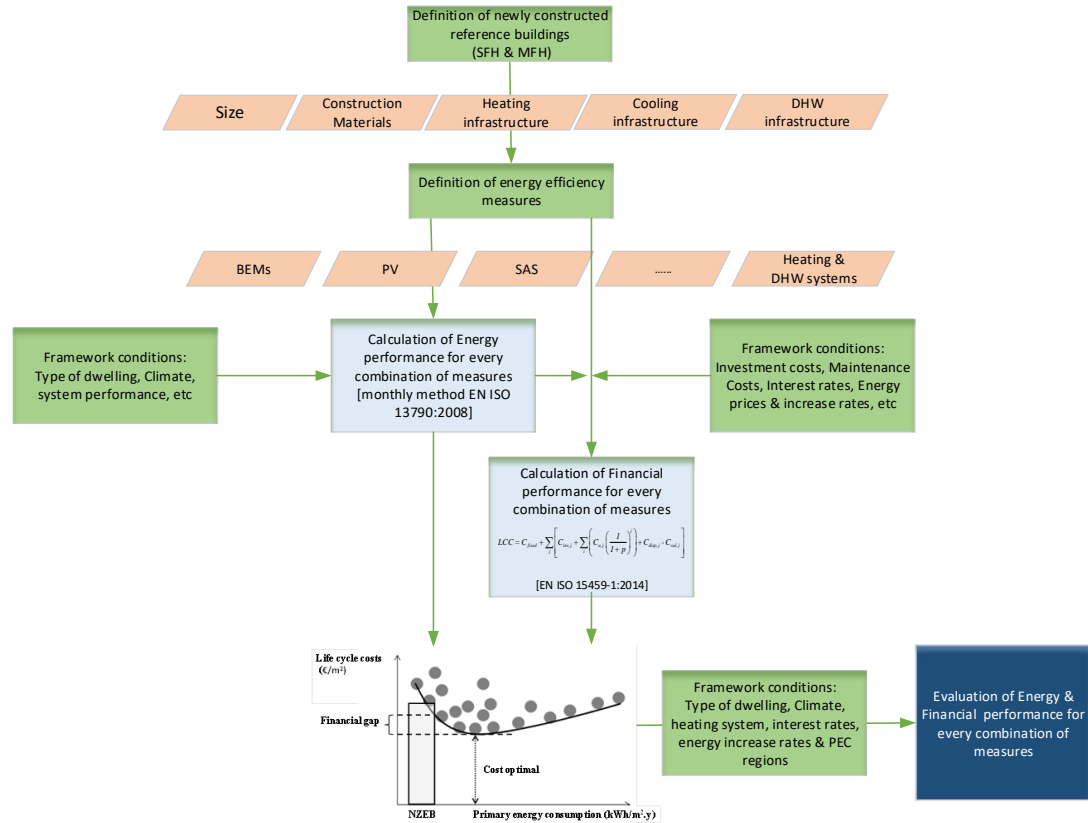 Definition of newly constructed
reference buildings
(SFH & MFH)
Size
Construction
Materials
Heating
infrastructure
Cooling
infrastructure
DHW
infrastructure
Definition of energy efficiency
measures
BEMs
PV
SAS
......
Heating &
DHW systems
Framework conditions:
Type of dwelling, Climate,
system performance, etc
Calculation of Energy
performance for every
combination of measures
[monthly method EN ISO
13790:2008]
Framework conditions:
Investment costs, Maintenance
Costs, Interest rates, Energy
prices & increase rates, etc
Calculation of Financial
performance for every
combination of measures
[EN ISO 15459-1:2014]
Life cycle costs
(€/m²)
Financial gap
Cost optimal
NZEB
Primary energy consumption (kWh/m².y)
Framework conditions:
Type of dwelling, Climate,
heating system, interest rates,
energy increase rates & PEC
regions
Evaluation of Energy &
Financial performance for
every combination of
measures